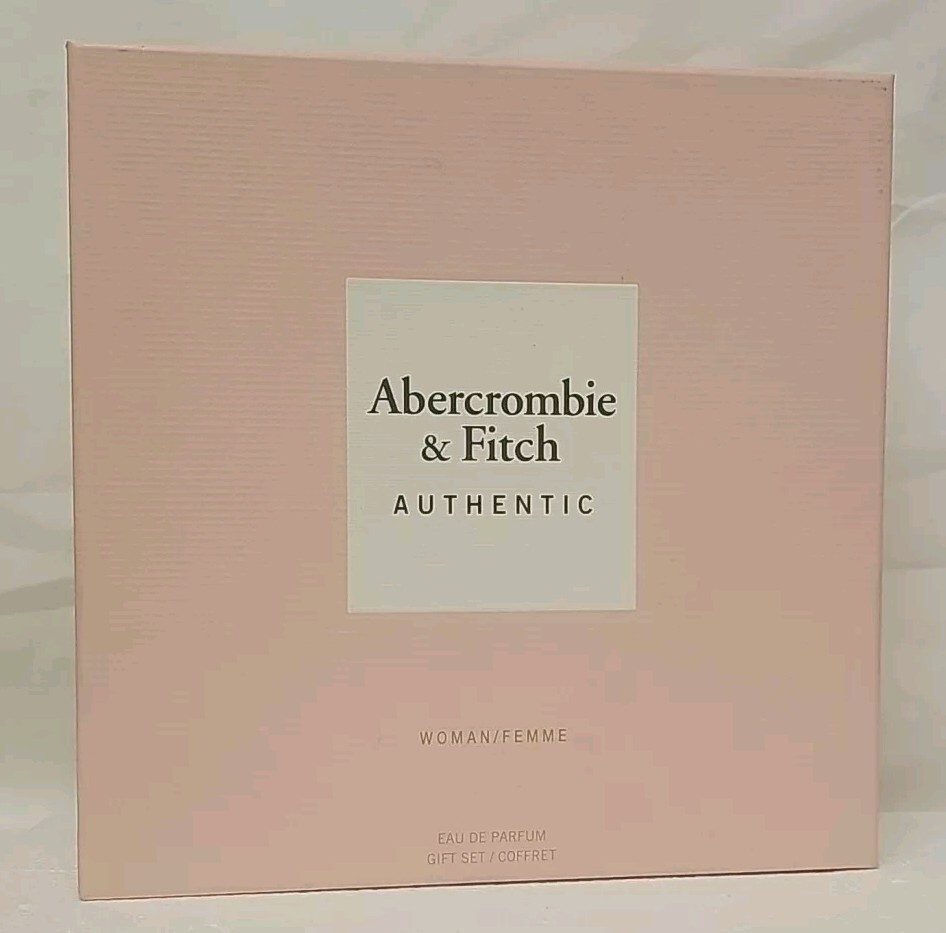 Abercrombie
& Fitch
AUTHENTIC
WOMAN/FEMME
EAU DE PARFUM
GIFT SET / COFFRET